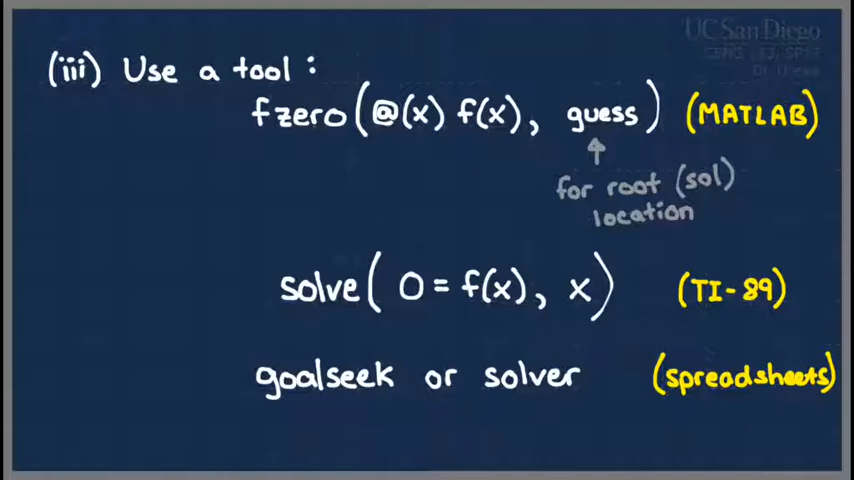 UC San Diego
(iii) Use a tool :
fzero(@(x) f(x), guess) (MATLAB)
for root (sol)
location
solve( 0 = f(x), x) (TI-89)
goalseek or solver (spreadsheets)